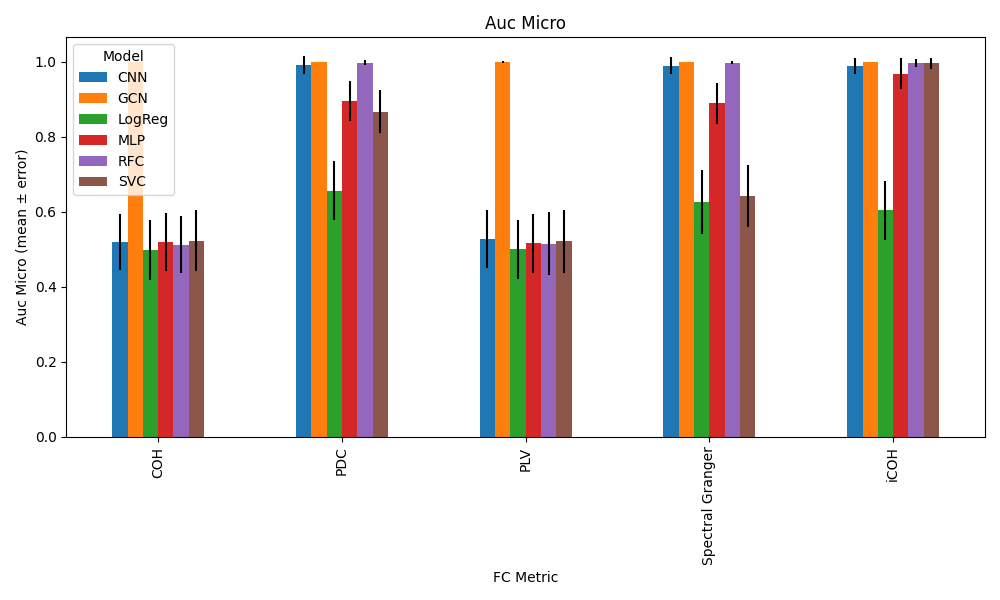 Auc Micro
Auc Micro (mean ± error)
1.0
0.8
0.6
0.4
0.2
0.0
Model
CNN
GCN
LogReg
MLP
RFC
SVC
COH
PDC
PLV
Spectral Granger
iCOH
FC Metric